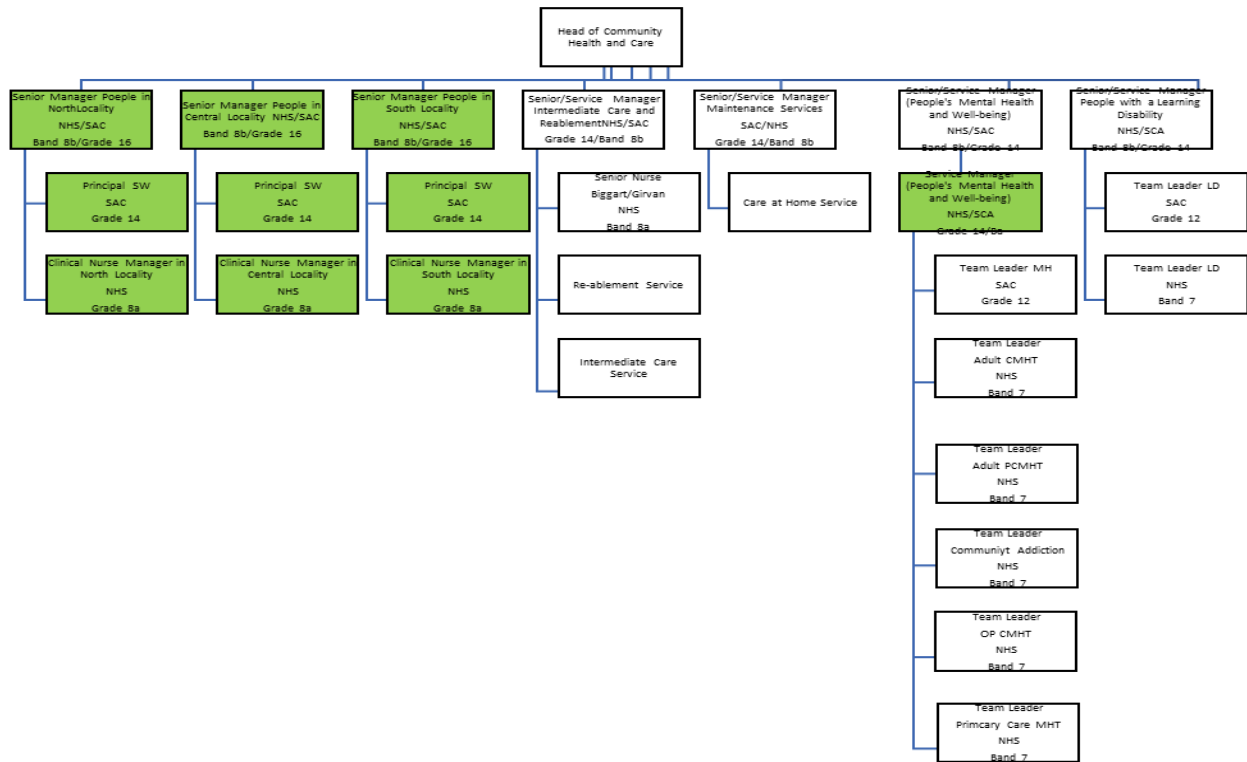 Head of Community
Health and Care
Senior Manager Poeple in
NorthLocality
NHS/SAC
Band 8b/Grade 16
Senior Manager People in
Central Locality NHS/SAC
Band 8b/Grade 16
Senior Manager People in
South Locality
NHS/SAC
Band 8b/Grade 16
Senior/Service Manager
Intermediate Care and
ReablementNHS/SAC
Grade 14/Band 8b
Senior/Service Manager
Maintenance Services
SAC/NHS
Grade 14/Band 8b
Senior/Service Manager
(People's Mental Health
and Well-being)
NHS/SAC
Band 8b/Grade 14
Senior/Service Manager
People with a Learning
Disability
NHS/SCA
Band 8b/Grade 14
Principal SW
SAC
Grade 14
Principal SW
SAC
Grade 14
Principal SW
SAC
Grade 14
Senior Nurse
Biggart/Girvan
NHS
Band 8a
Care at Home Service
Service Manager
(People's Mental Health
and Well-being)
NHS/SCA
Grade 14/8a
Team Leader LD
SAC
Grade 12
Clinical Nurse Manager in
North Locality
NHS
Grade 8a
Clinical Nurse Manager in
Central Locality
NHS
Grade 8a
Clinical Nurse Manager in
South Locality
NHS
Grade 8a
Re-ablement Service
Team Leader MH
SAC
Grade 12
Team Leader LD
NHS
Band 7
Intermediate Care
Service
Team Leader
Adult CMHT
NHS
Band 7
Team Leader
Adult PCMHT
NHS
Band 7
Team Leader
Communiyt Addiction
NHS
Band 7
Team Leader
OP CMHT
NHS
Band 7
Team Leader
Primcary Care MHT
NHS
Band 7